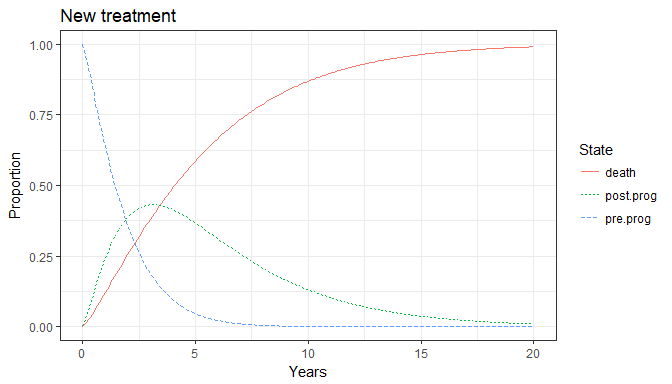 New treatment
1.00
0.75
0.50
0.25
0.00
Proportion
0
5
10
15
20
Years
State
death
post.prog
pre.prog